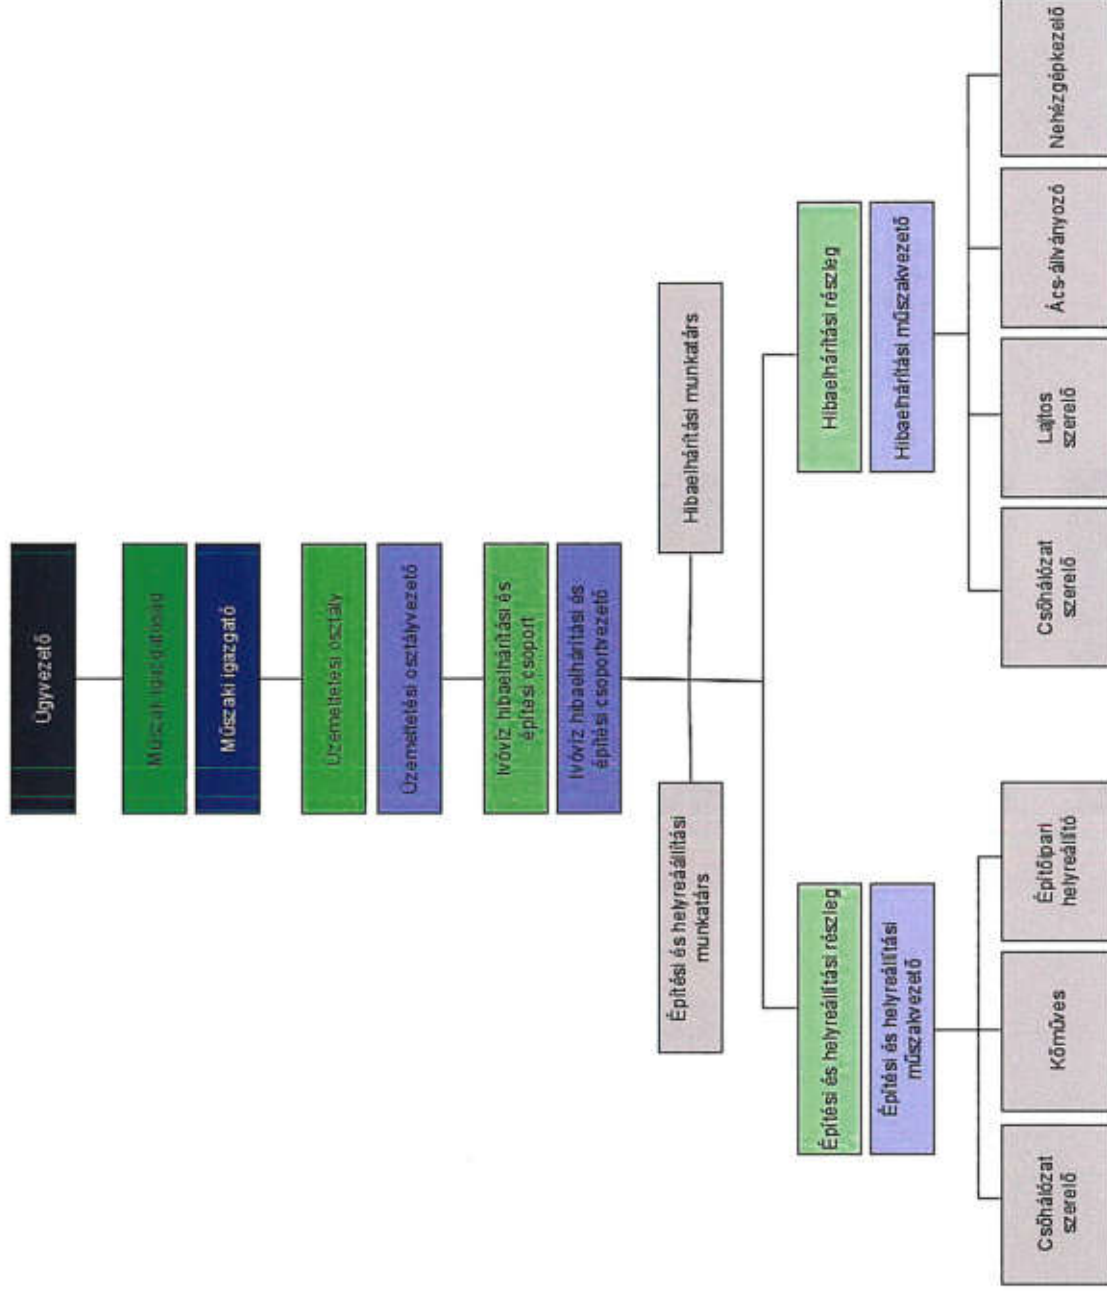 Ügyvezető
Műszaki igazgatóság
Műszaki igazgató
Üzemeltetési osztály
Üzemeltetési osztályvezető
Ivóvíz hibaelhárítási és
építési csoport
Ivóvíz hibaelhárítási és
építési csoportvezető
Építési és helyreáállítási
munkatárs
Hibaelhárítási munkatárs
Építési és helyreállítási részleg
Építési és helyreállítási
műszakvezető
Hibaelhárítási részleg
Hibaelhárítási műszakvezető
Csőhálózat
szerelő
Kőműves
Építőipari
helyreállító
Csőhálózat
szerelő
Lajtos
szerelő
Ács-állványozó
Nehézgépkezelő